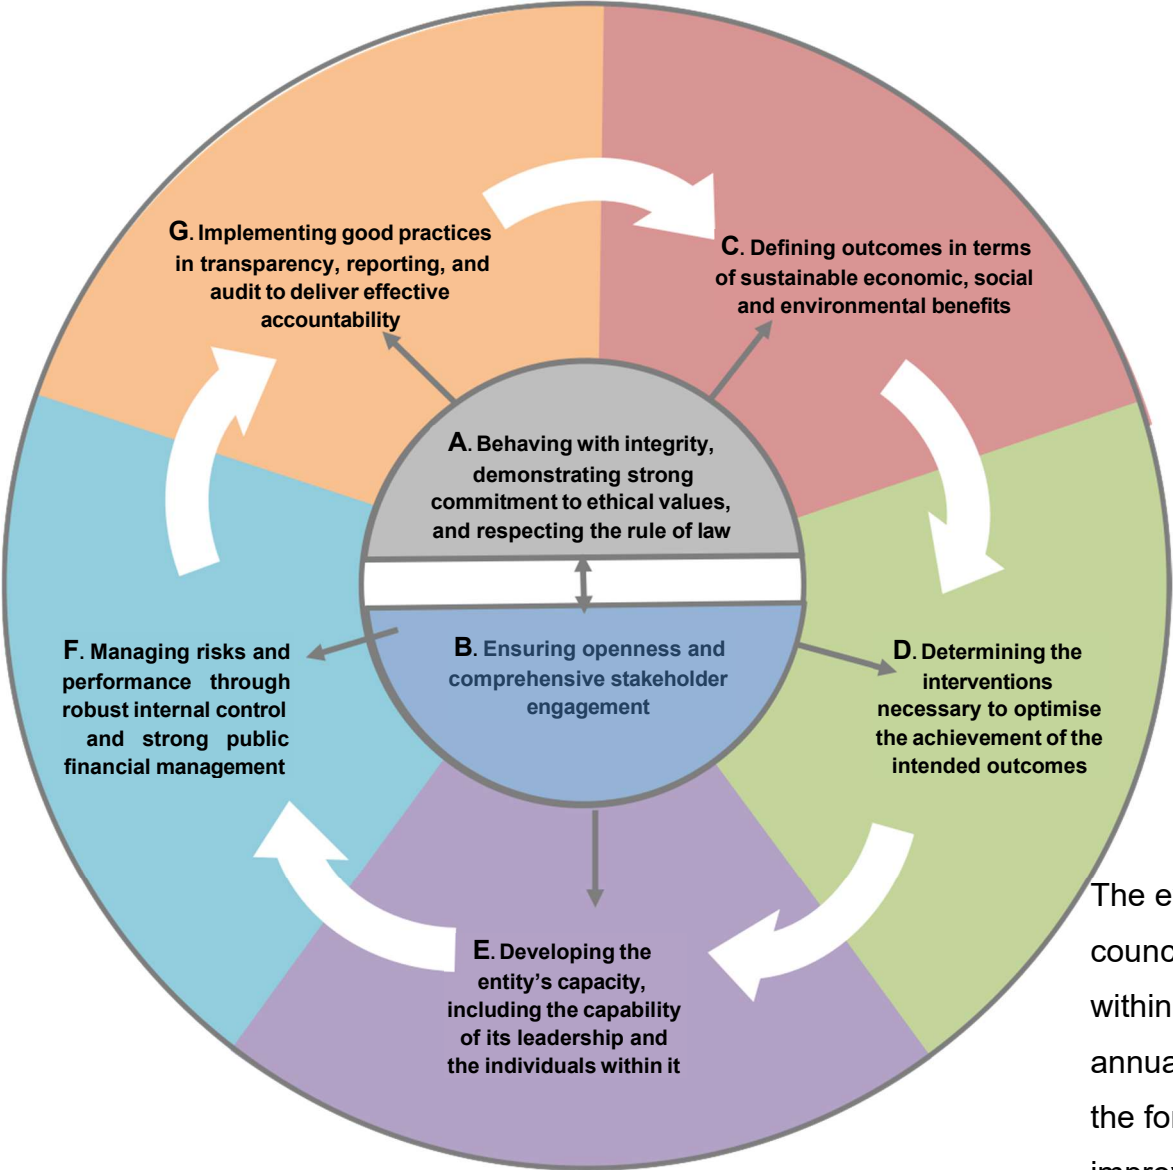 G. Implementing good practices
in transparency, reporting, and
audit to deliver effective
accountability
C. Defining outcomes in terms
of sustainable economic, social
and environmental benefits
A. Behaving with integrity,
demonstrating strong
commitment to ethical values,
and respecting the rule of law
B. Ensuring openness and
comprehensive stakeholder
engagement
F. Managing risks and
performance through
robust internal control
and strong public
financial management
D. Determining the
interventions
necessary to optimise
the achievement of the
intended outcomes
E. Developing the
entity's capacity,
including the capability
of its leadership and
the individuals within it
The
within
the